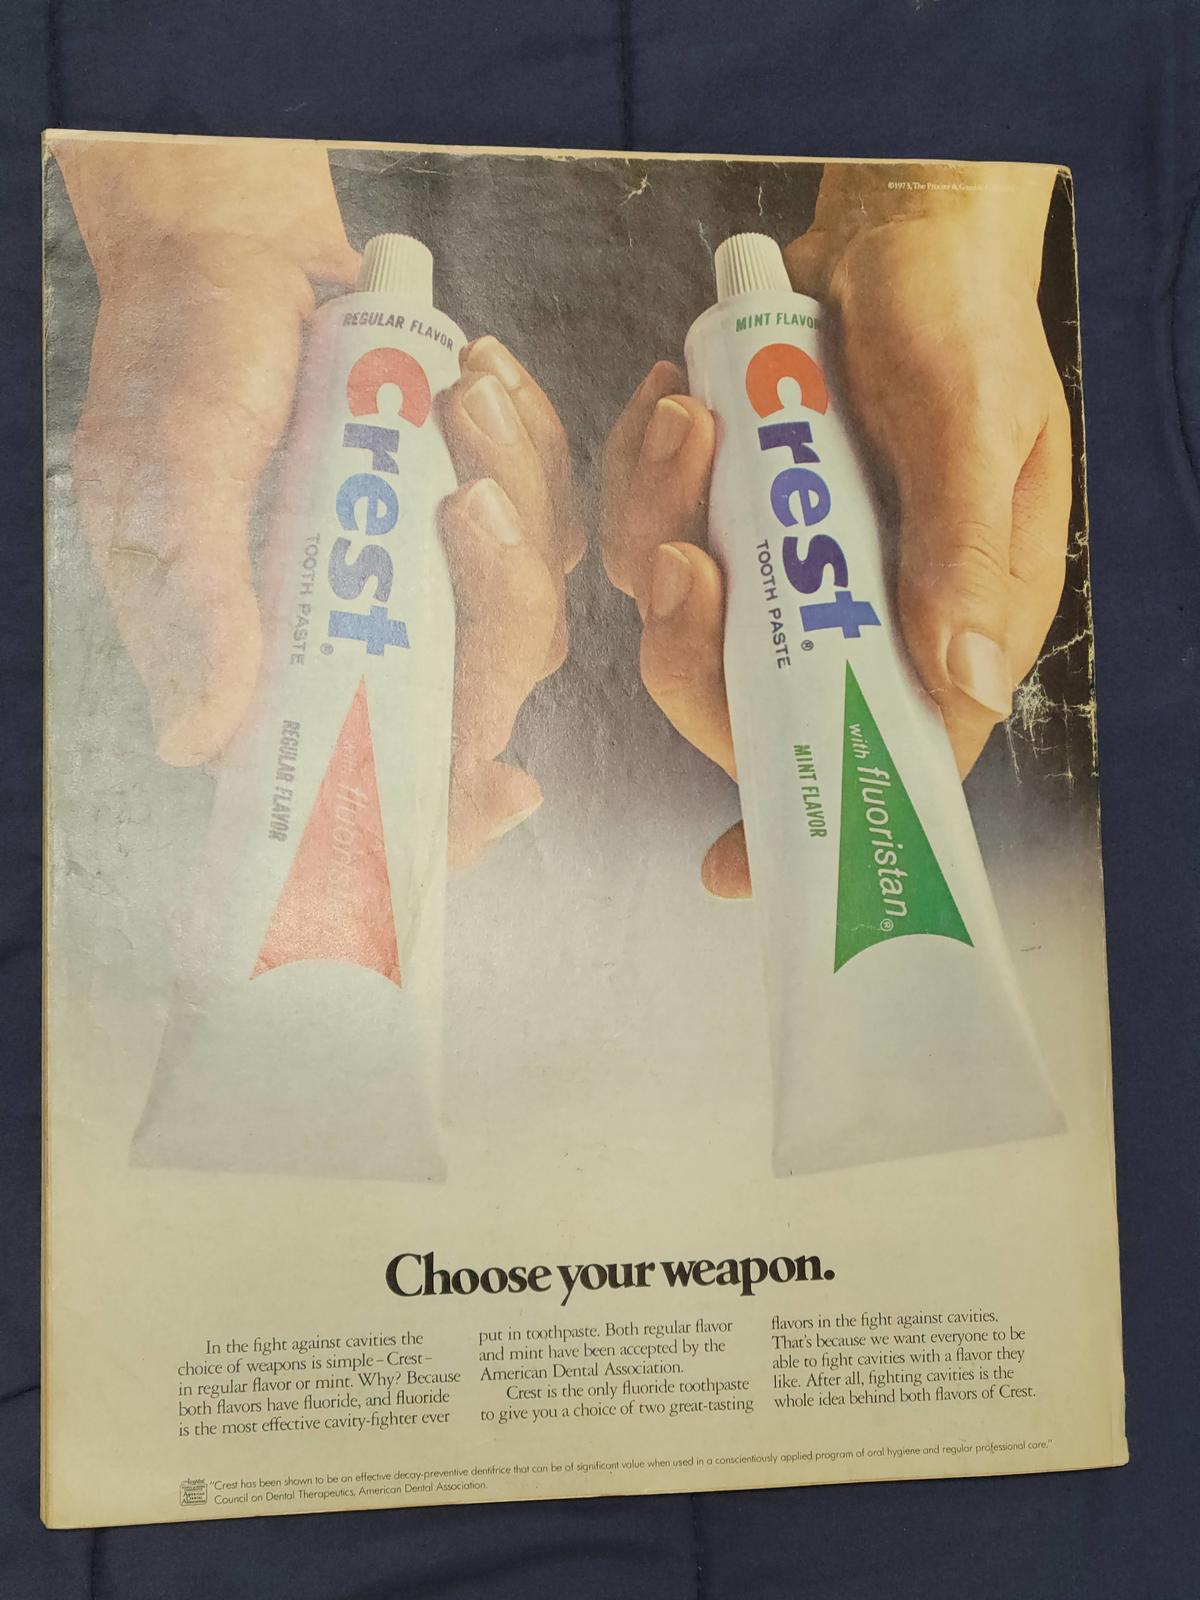 ©1973, The Procter & Gamble
REGULAR FLAVOR
Crest®
TOOTH PASTE
REGULAR FLAVOR
with fluoristan
MINT FLAVOR
Crest®
TOOTH PASTE
MINT FLAVOR
with fluoristan®
Choose your weapon.
In the fight against cavities the
choice of weapons is simple – Crest –
in regular flavor or mint. Why? Because
both flavors have fluoride, and fluoride
is the most effective cavity-fighter ever
put in toothpaste. Both regular flavor
and mint have been accepted by the
American Dental Association.
Crest is the only fluoride toothpaste
to give you a choice of two great-tasting
flavors in the fight against cavities.
That's because we want everyone to be
able to fight cavities with a flavor they
like. After all, fighting cavities is the
whole idea behind both flavors of Crest.
"Crest has been shown to be an effective decay-preventive dentifrice that can be of significant value when used in a conscientiously applied program of oral hygiene and regular professional care."
Council on Dental Therapeutics, American Dental Association.
Accepted
AMERICAN
DENTAL
ASSOCIATION